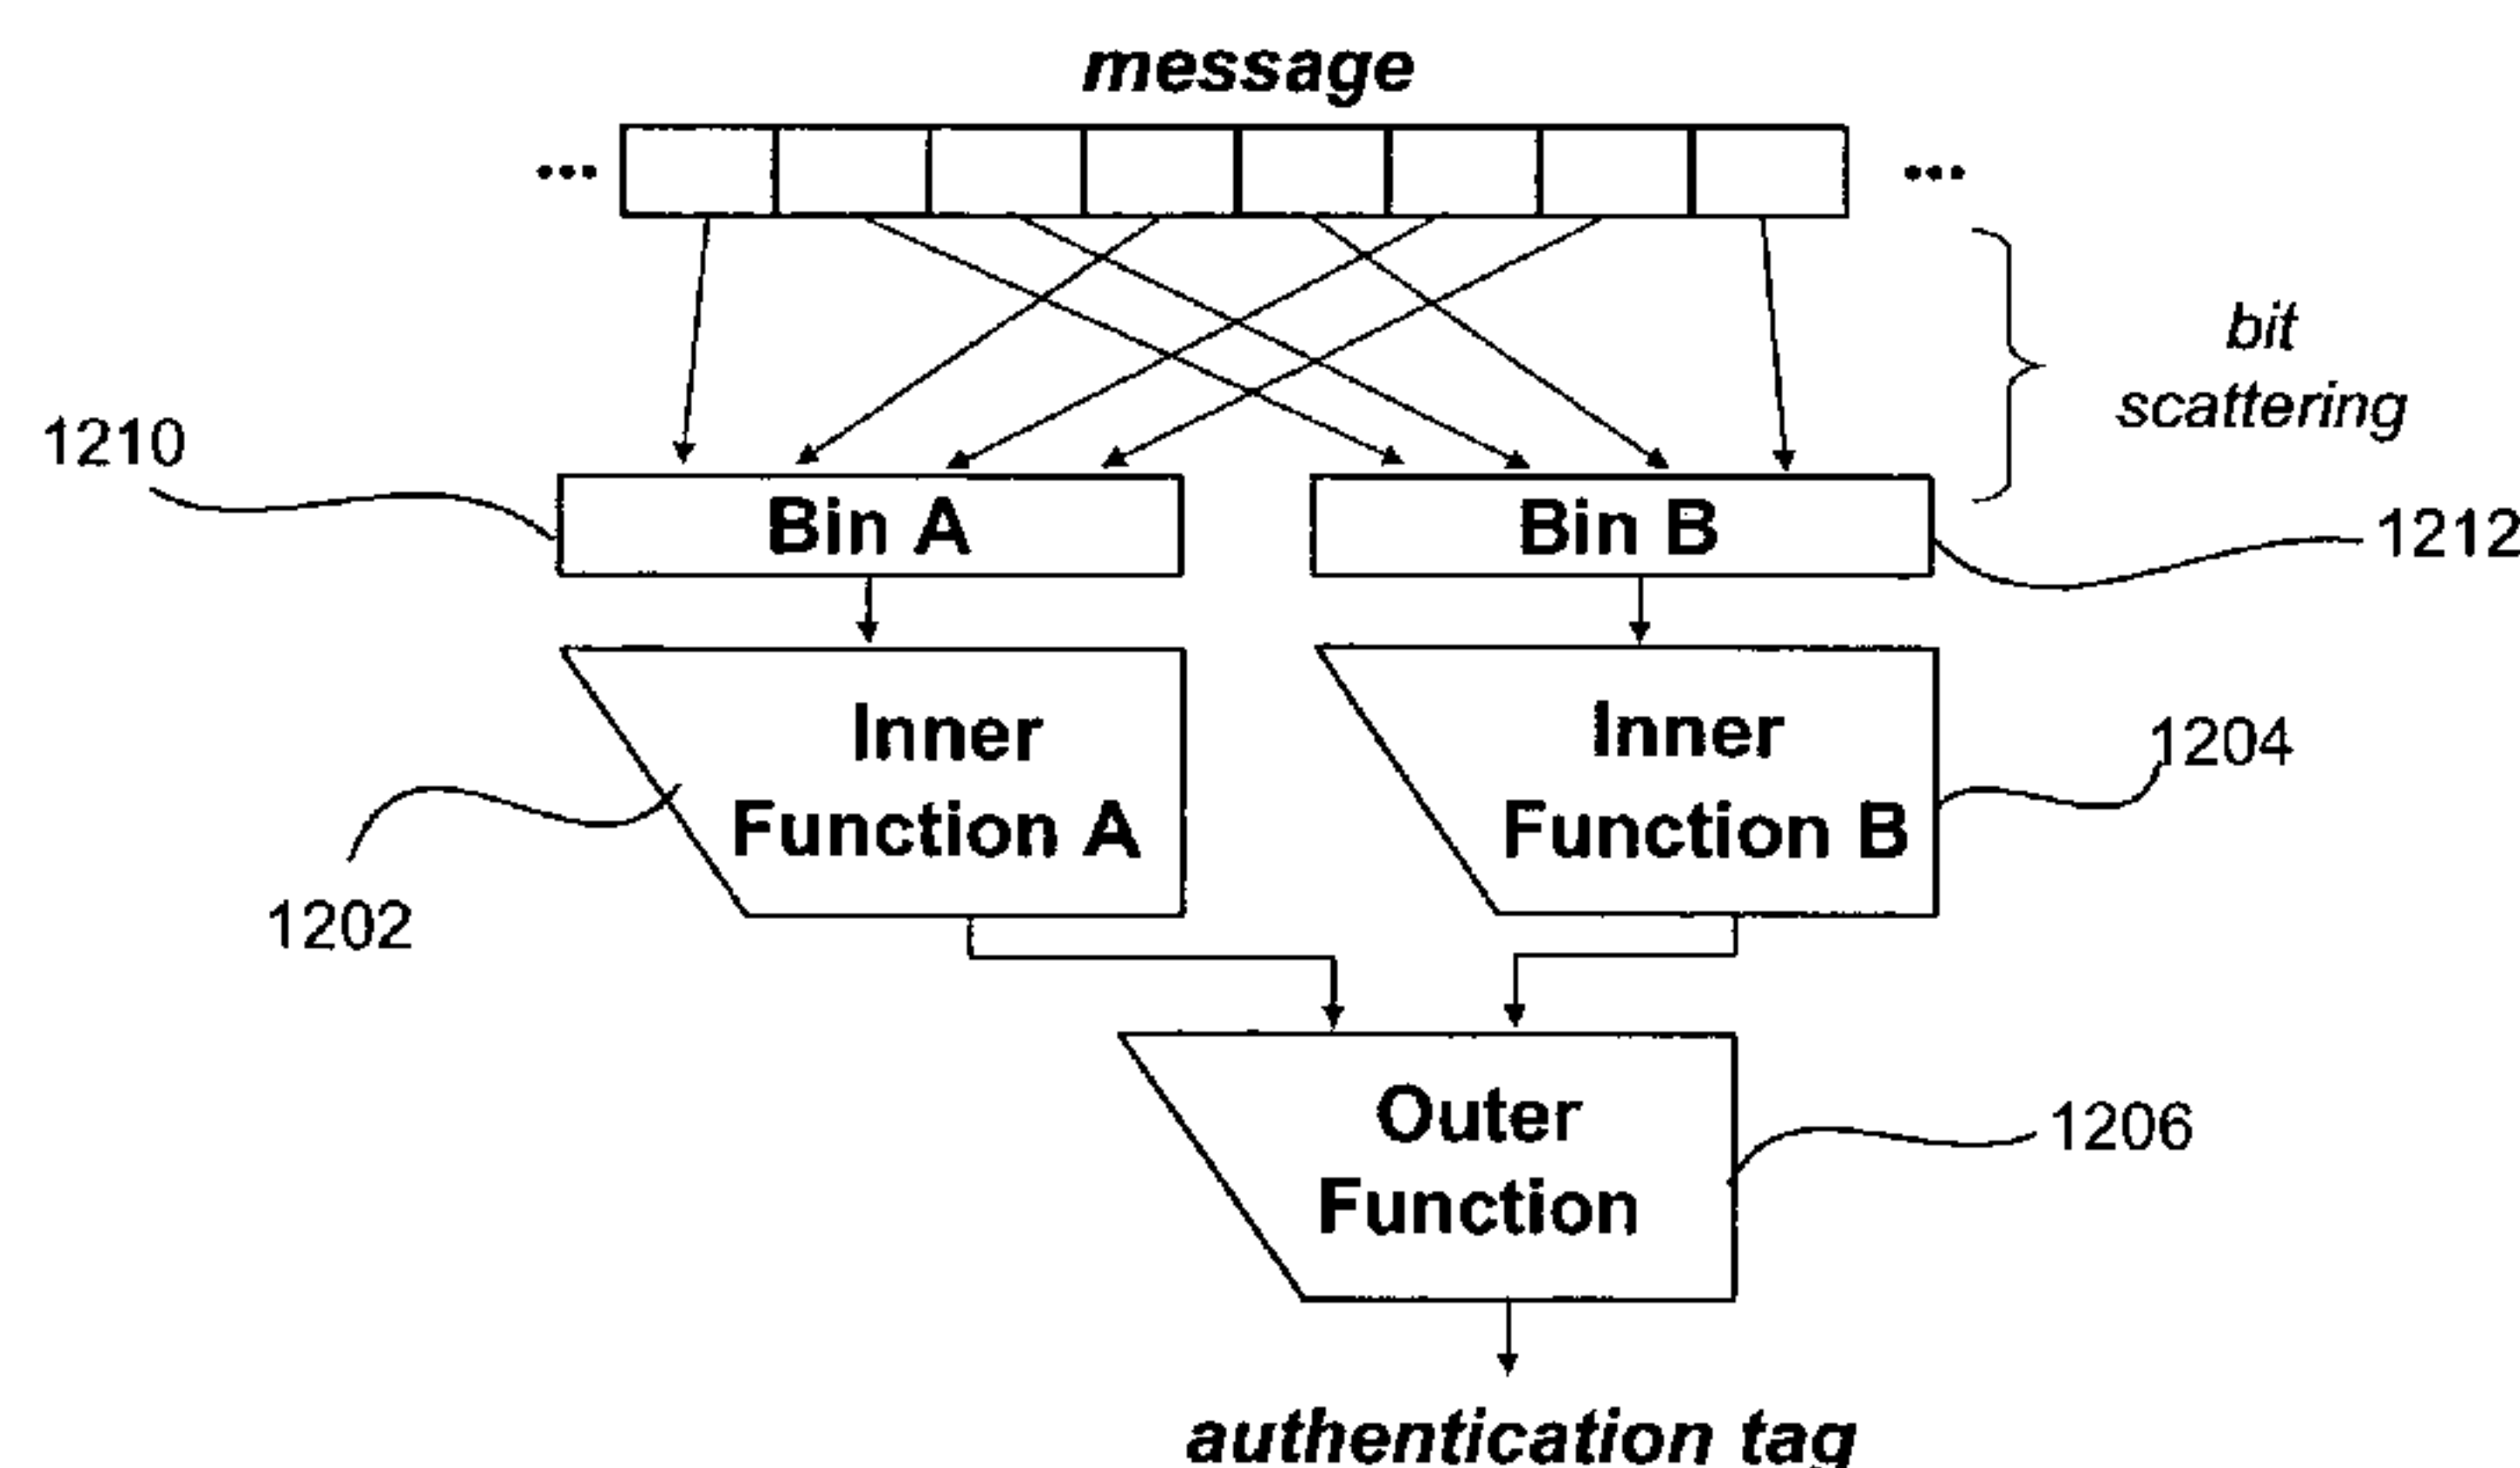 message
... ...
bit
scattering
1210
Bin A
Bin B
1212
Inner
Function A
Inner
Function B
1204
1202
Outer
Function
1206
authentication tag